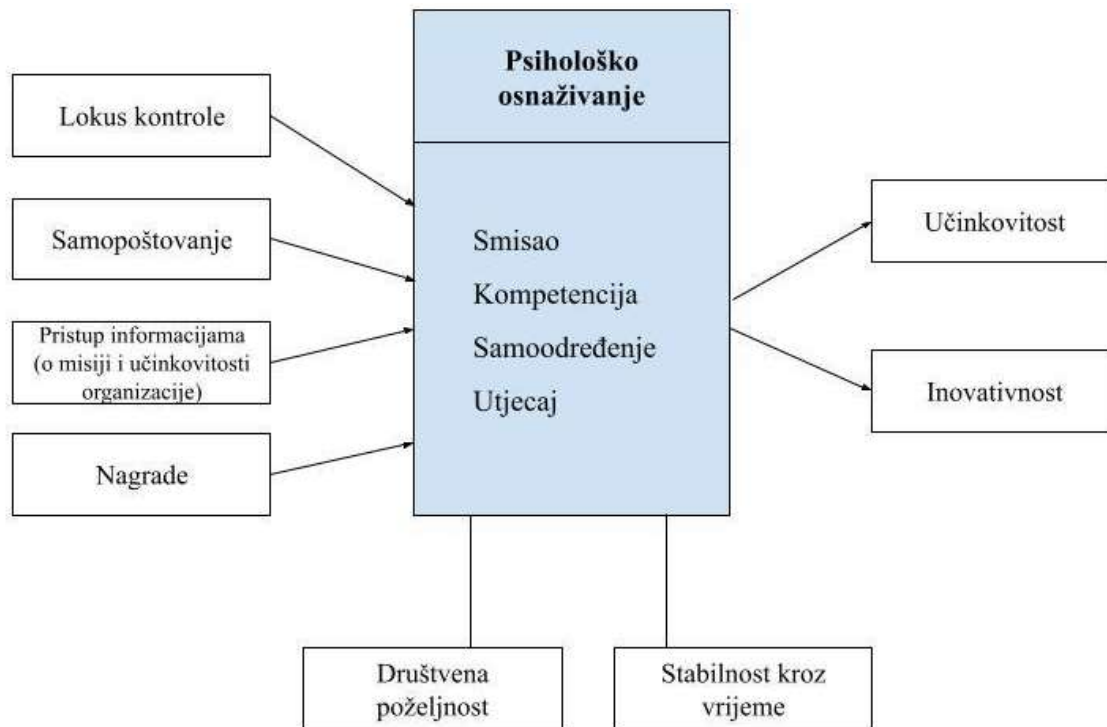 Psihološko
osnaživanje
Lokus kontrole
Samopoštovanje
Pristup informacijama
(o misiji i učinkovitosti
organizacije)
Nagrade
Smisao
Kompetencija
Samoodređenje
Utjecaj
Učinkovitost
Inovativnost
Društvena
poželjnost
Stabilnost kroz
vrijeme